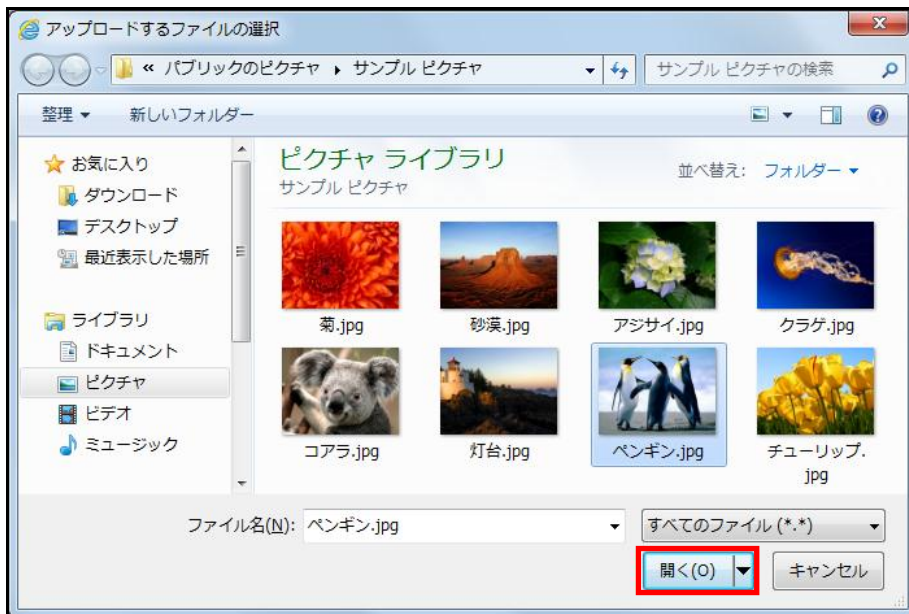 アップロードするファイルの選択
« パブリックのピクチャ サンプル ピクチャ
サンプル ピクチャの検索
整理 新しいフォルダー
お気に入り
ダウンロード
デスクトップ
最近表示した場所
ライブラリ
ドキュメント
ピクチャ
ビデオ
ミュージック
ピクチャ ライブラリ
サンプル ピクチャ
並べ替え: フォルダー
菊.jpg 砂漠.jpg アジサイ.jpg クラゲ.jpg
コアラ.jpg 灯台.jpg ペンギン.jpg チューリップ.
jpg
ファイル名(N): ペンギン.jpg すべてのファイル (*.*)
開く(O) キャンセル